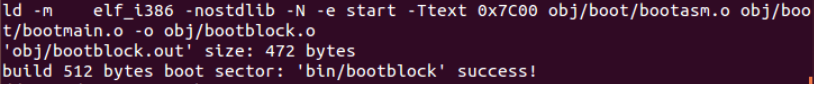 ld -m    elf_i386 -nostdlib -N -e start -Ttext 0x7C00 obj/boot/bootasm.o obj/boo
t/bootmain.o -o obj/bootblock.o
'obj/bootblock.out' size: 472 bytes
build 512 bytes boot sector: 'bin/bootblock' success!